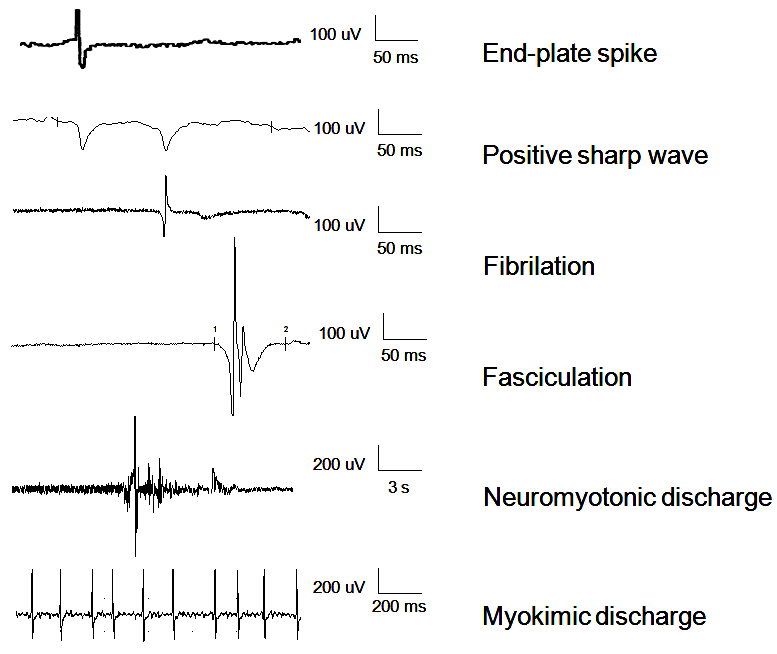 100 uV
50 ms
End-plate spike
100 uV
50 ms
Positive sharp wave
100 uV
50 ms
Fibrilation
1
2
100 uV
50 ms
Fasciculation
200 uV
3 s
Neuromyotonic discharge
200 uV
200 ms
Myokimic discharge